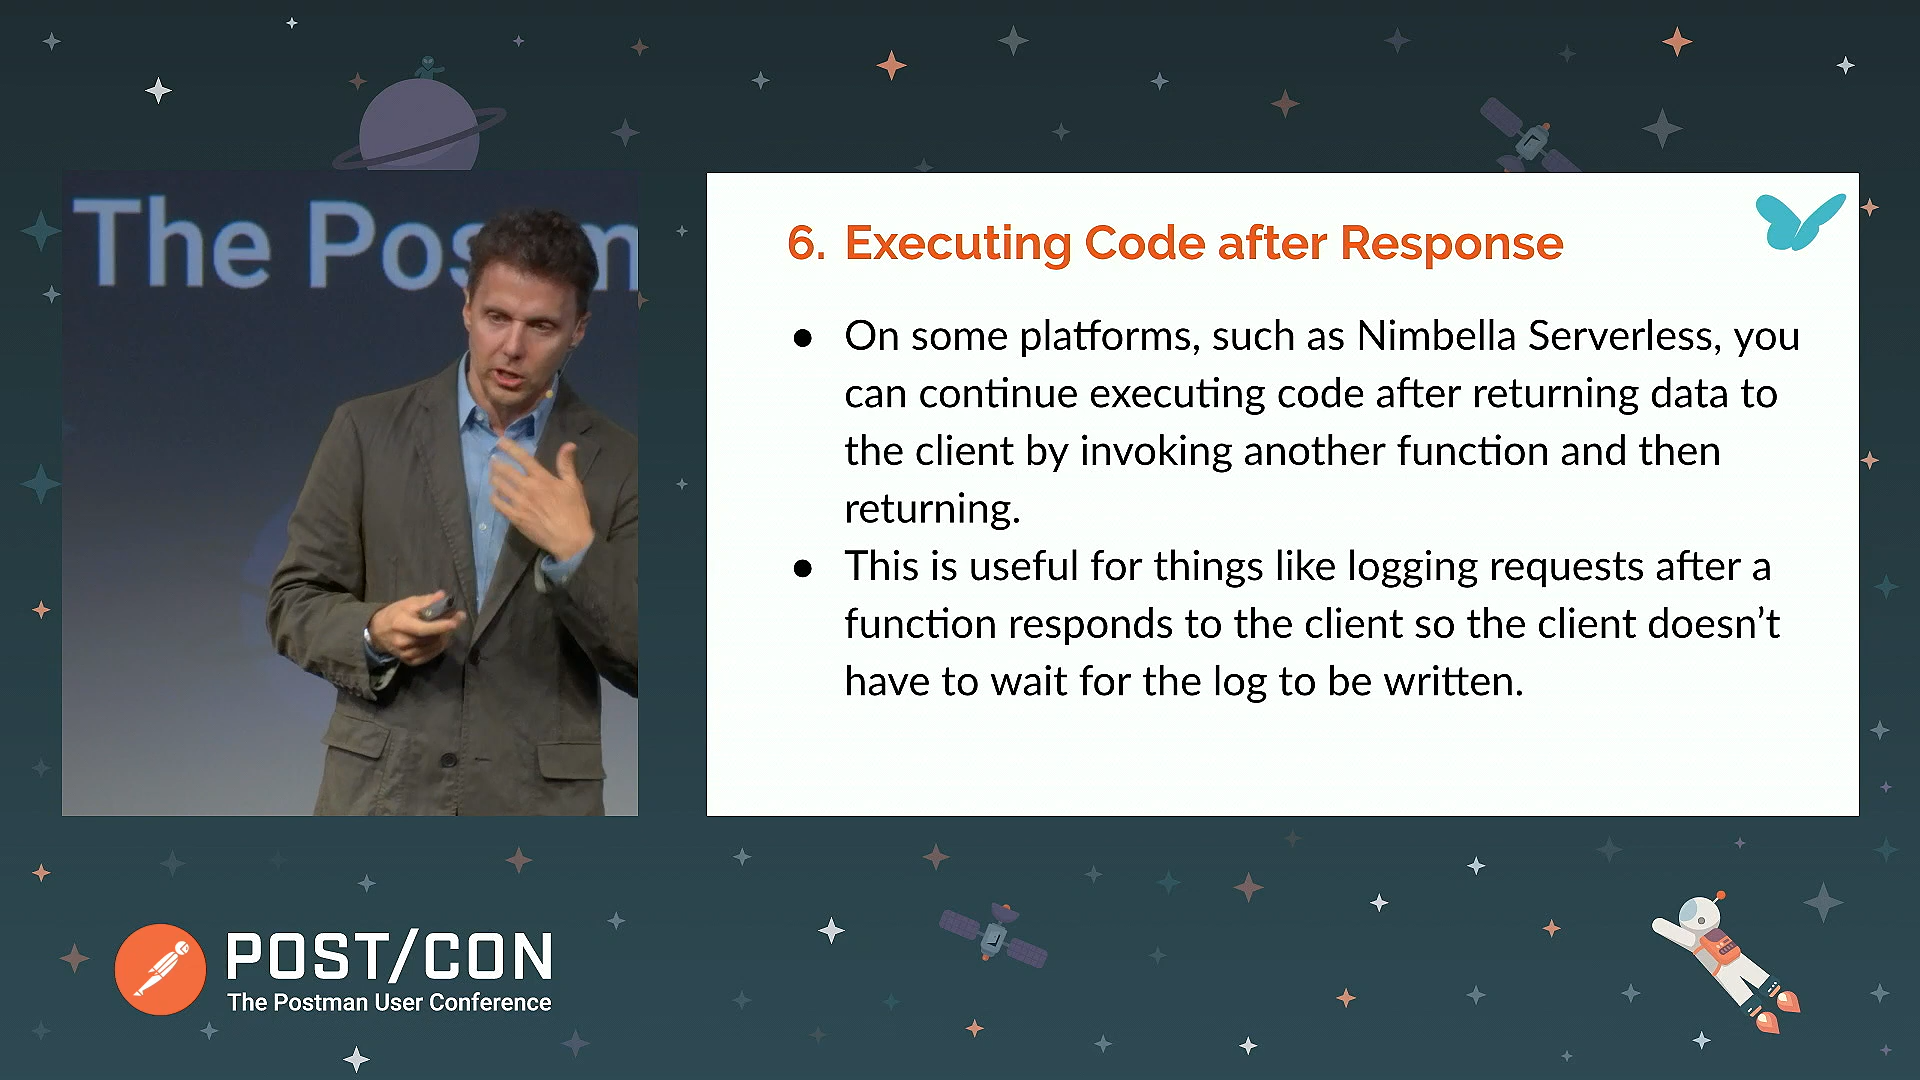 The Pos m
6. Executing Code after Response
● On some platforms, such as Nimbella Serverless, you
can continue executing code after returning data to
the client by invoking another function and then
returning.
● This is useful for things like logging requests after a
function responds to the client so the client doesn’t
have to wait for the log to be written.
POST/CON
The Postman User Conference